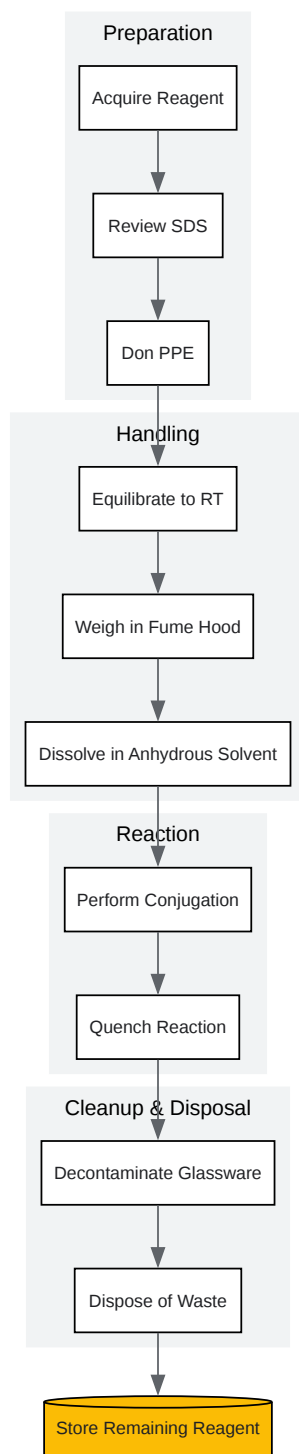 Preparation
Acquire Reagent
Review SDS
Don PPE
Handling
Equilibrate to RT
Weigh in Fume Hood
Dissolve in Anhydrous Solvent
Reaction
Perform Conjugation
Quench Reaction
Cleanup & Disposal
Decontaminate Glassware
Dispose of Waste
Store Remaining Reagent